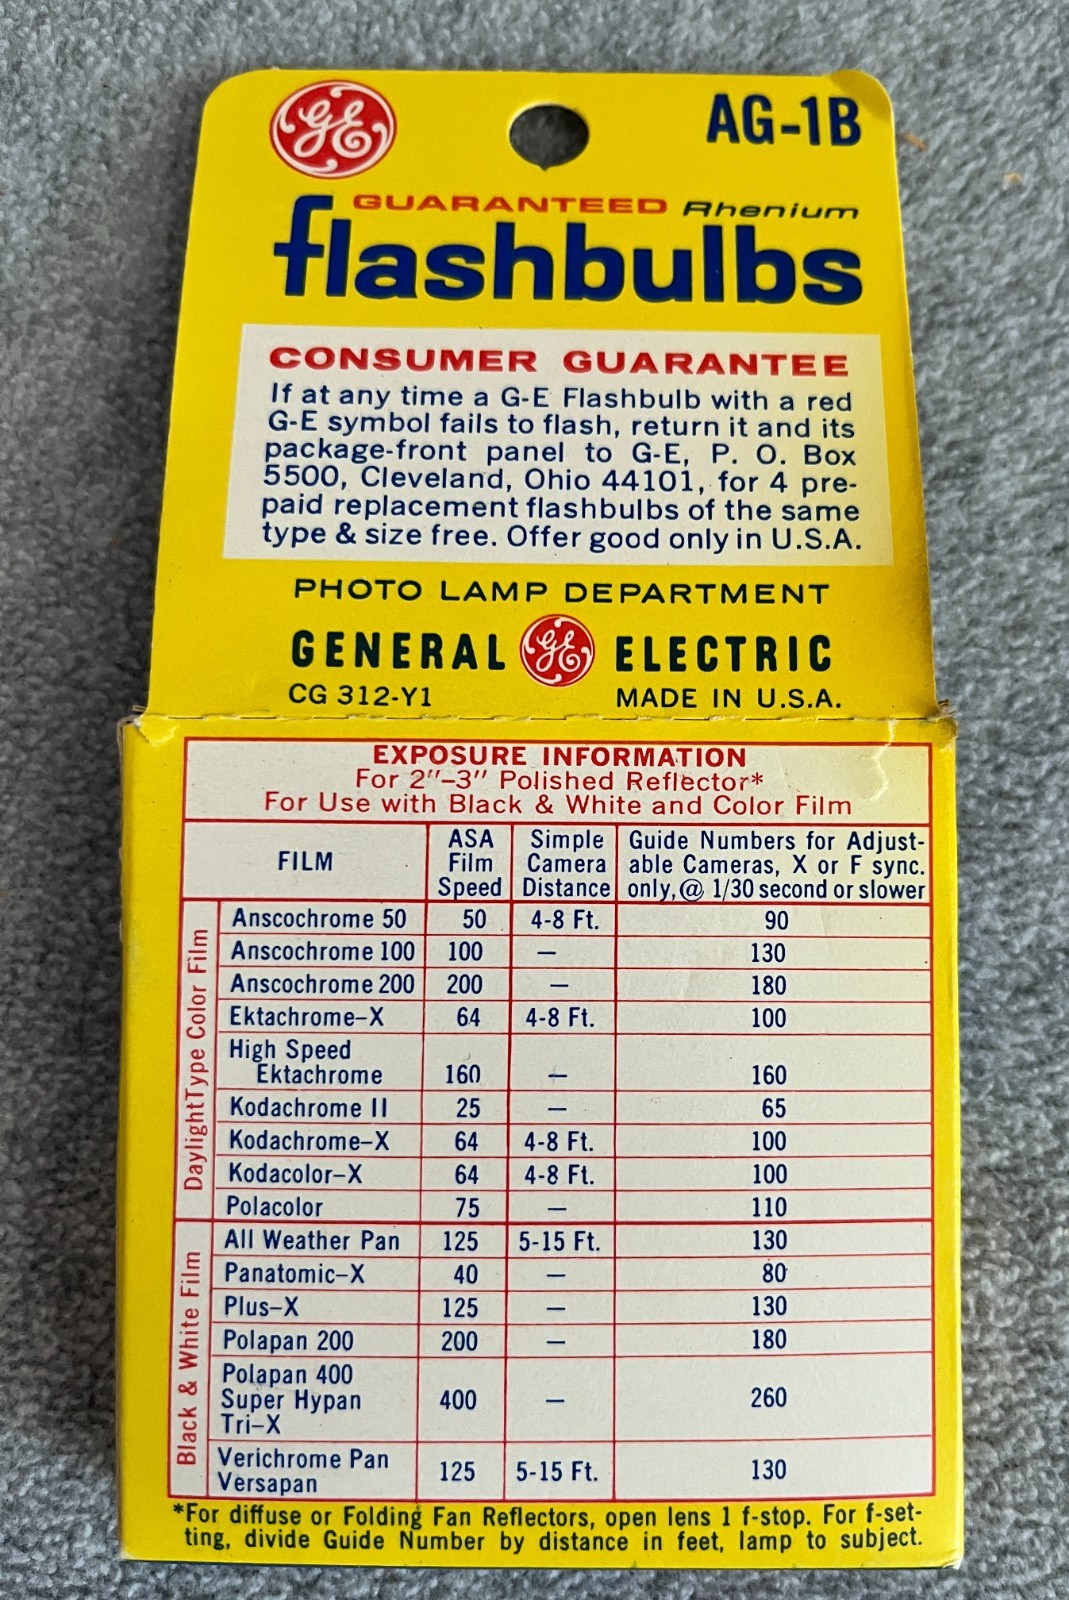 GE
AG-1B
GUARANTEED Rhenium
flashbulbs
CONSUMER GUARANTEE
If at any time a G-E Flashbulb with a red
G-E symbol fails to flash, return it and its
package-front panel to G-E, P. O. Box
5500, Cleveland, Ohio 44101, for 4 pre-
paid replacement flashbulbs of the same
type & size free. Offer good only in U.S.A.
PHOTO LAMP DEPARTMENT
GENERAL GE ELECTRIC
CG 312-Y1 MADE IN U.S.A.
EXPOSURE INFORMATION
For 2"-3" Polished Reflector*
For Use with Black & White and Color Film
FILM
ASA
Film
Speed
Simple
Camera
Distance
Guide Numbers for Adjust-
able Cameras, X or F sync.
only, @ 1/30 second or slower
DaylightType Color Film
Anscochrome 50 50 4-8 Ft. 90
Anscochrome 100 100 — 130
Anscochrome 200 200 — 180
Ektachrome-X 64 4-8 Ft. 100
High Speed
Ektachrome 160 — 160
Kodachrome II 25 — 65
Kodachrome-X 64 4-8 Ft. 100
Kodacolor-X 64 4-8 Ft. 100
Polacolor 75 — 110
Black & White Film
All Weather Pan 125 5-15 Ft. 130
Panatomic-X 40 — 80
Plus-X 125 — 130
Polapan 200 200 — 180
Polapan 400
Super Hypan 400 — 260
Tri-X
Verichrome Pan
Versapan 125 5-15 Ft. 130
*For diffuse or Folding Fan Reflectors, open lens 1 f-stop. For f-set-
ting, divide Guide Number by distance in feet, lamp to subject.